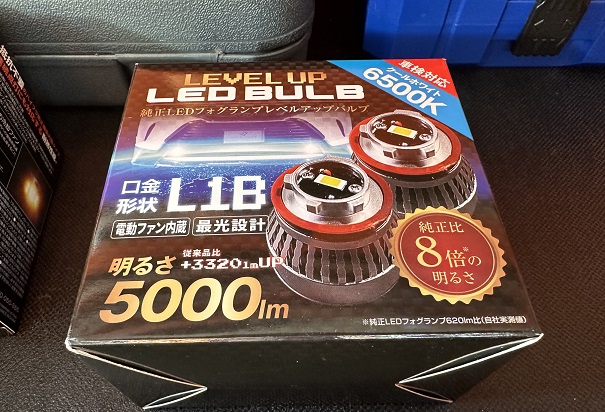 LEVEL UP
LED BULB
純正LEDフォグランプレベルアップバルブ
車検対応
クールホワイト
6500K
口金
形状
L1B
電動ファン内蔵
最光設計
明るさ
従来品比
+3320lmUP
5000lm
純正比
8倍※の
明るさ
※純正LEDフォグランプ620lm比(自社実測値)